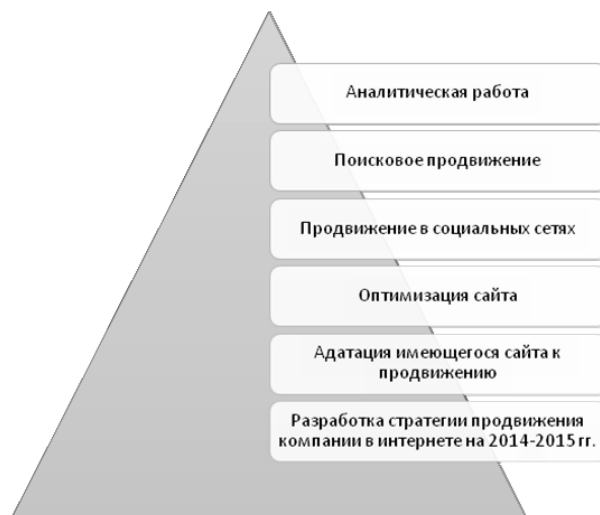 Аналитическая работа
Поисковое продвижение
Продвижение в социальных сетях
Оптимизация сайта
Адатация имеющегося сайта к
продвижению
Разработка стратегии продвижения
компании в интернете на 2014-2015 гг.